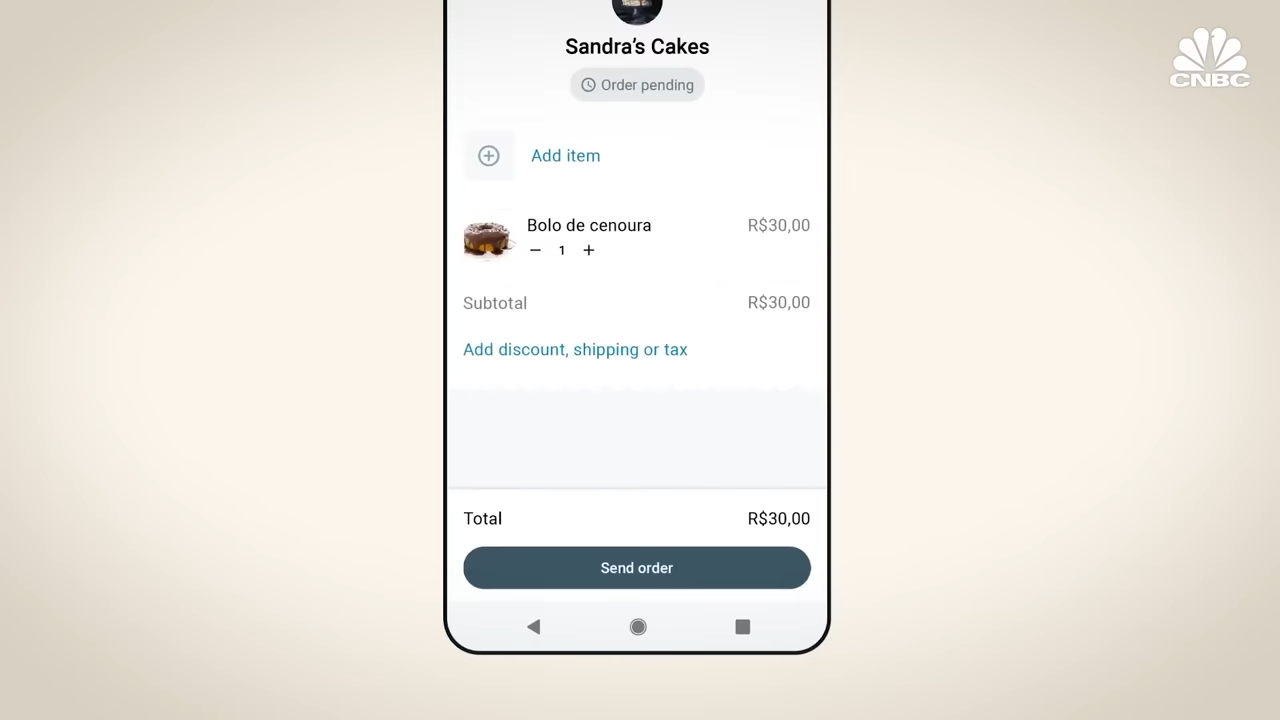 CNBC
Sandra's Cakes
Order pending
Add item
Bolo de cenoura R$30,00
1
Subtotal R$30,00
Add discount, shipping or tax
Total R$30,00
Send order